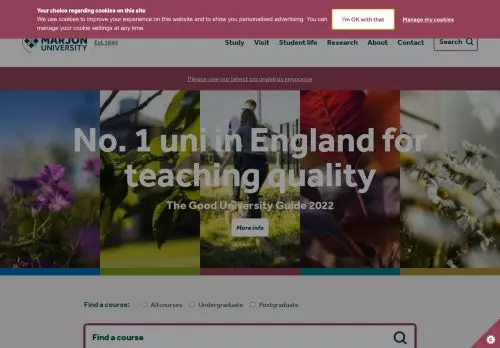 Your choice regarding cookies on this site
We use cookies to improve your experience on this website and to show you personalised advertising. You can
manage your cookie settings at any time.
I'm OK with that
Manage my cookies
MARJON
UNIVERSITY
Est.1840
Study Visit Student life Research About Contact Search
Please see our latest coronavirus response
No. 1 uni in England for
teaching quality
The Good University Guide 2022
More info
Find a course: All courses Undergraduate Postgraduate
Find a course